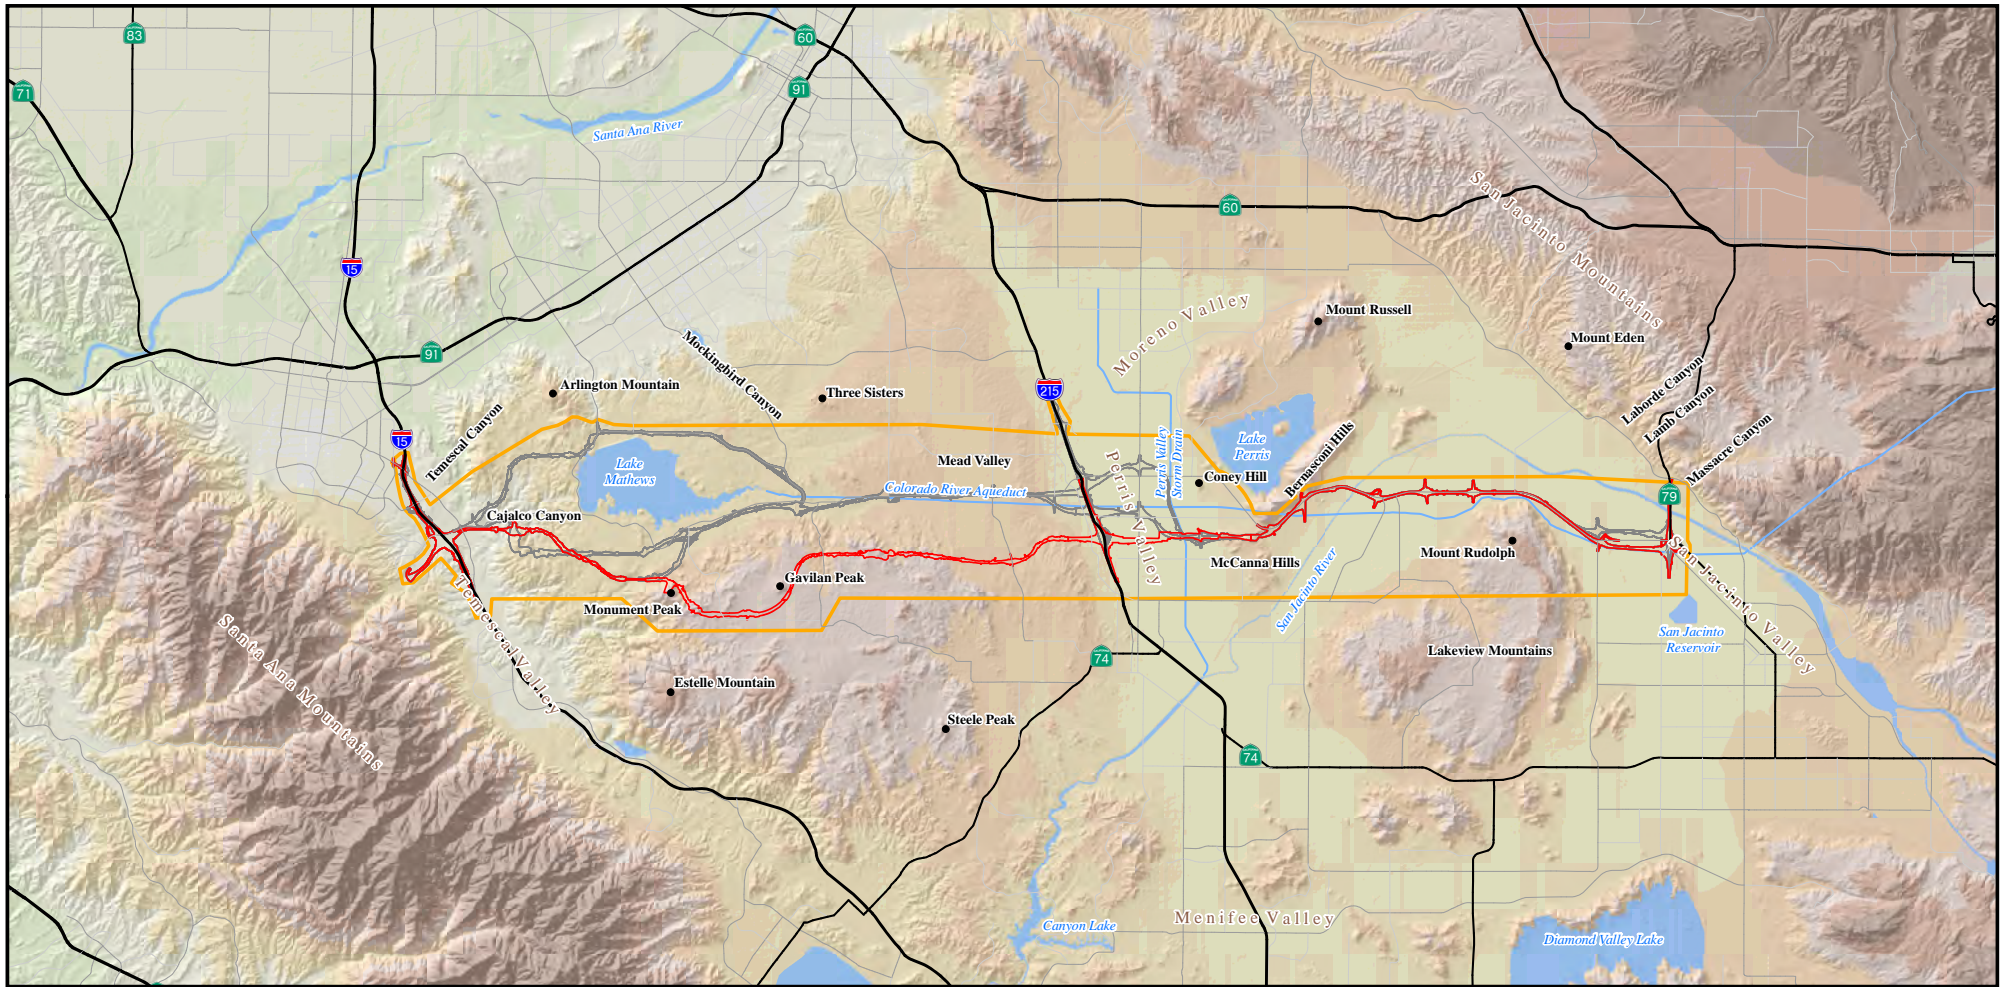 83
60
71
91
Santa Ana River
San Jacinto Mountains
60
15
Moreno Valley
Mount Russell
Mount Eden
91
Mockingbird Canyon
Arlington Mountain
Three Sisters
215
Laborde Canyon
Lamb Canyon
Massacre Canyon
15
Temescal Canyon
Lake
Mathews
Mead Valley
Colorado River Aqueduct
Perris Valley
Perris Valley
Storm Drain
Lake
Perris
Coney Hill
Bernasconi Hills
79
Cajalco Canyon
McCanna Hills
Mount Rudolph
Gavilan Peak
Monument Peak
San Jacinto River
San Jacinto Valley
San Jacinto
Reservoir
Temescal Valley
Santa Ana Mountains
74
Lakeview Mountains
Estelle Mountain
Steele Peak
74
Canyon Lake
Menifee Valley
Diamond Valley Lake